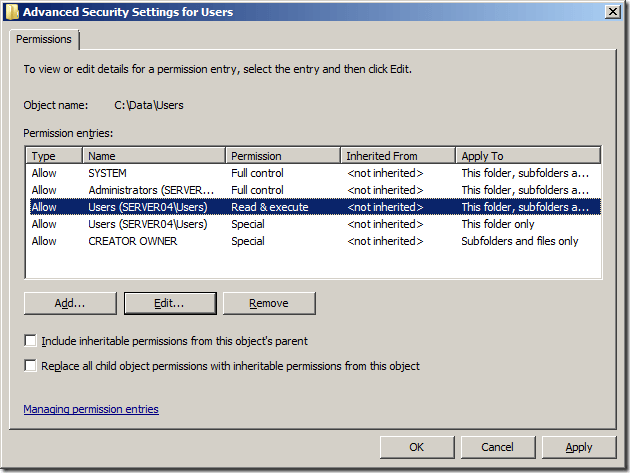 Advanced Security Settings for Users
Permissions
To view or edit details for a permission entry, select the entry and then click Edit.
Object name: C:\Data\Users
Permission entries:
Type Name Permission Inherited From Apply To
Allow SYSTEM Full control <not inherited> This folder, subfolders a...
Allow Administrators (SERVER... Full control <not inherited> This folder, subfolders a...
Allow Users (SERVER04\Users) Read & execute <not inherited> This folder, subfolders a...
Allow Users (SERVER04\Users) Special <not inherited> This folder only
Allow CREATOR OWNER Special <not inherited> Subfolders and files only
Add... Edit... Remove
Include inheritable permissions from this object's parent
Replace all child object permissions with inheritable permissions from this object
Managing permission entries
OK Cancel Apply